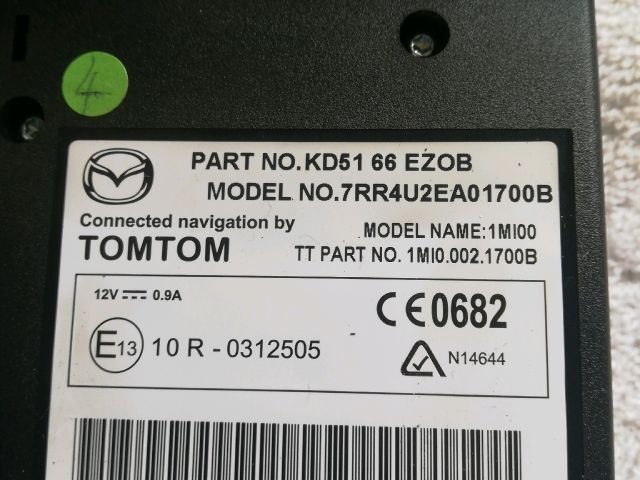 4
PART NO.KD51 66 EZ0B
MODEL NO.7RR4U2EA01700B
Connected navigation by
TOMTOM
MODEL NAME:1MI00
TT PART NO. 1MI0.002.1700B
12V ⎓ 0.9A
CE0682
E13 10 R - 0312505
N14644